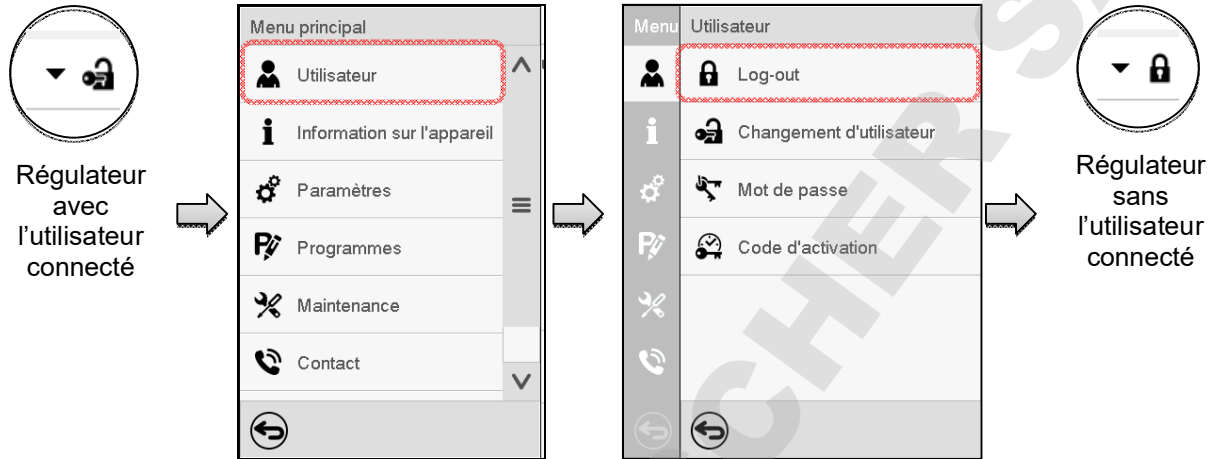 Régulateur
avec
l’utilisateur
connecté
Menu principal
Utilisateur
Information sur l'appareil
Paramètres
Programmes
Maintenance
Contact
Menu
Utilisateur
Log-out
Changement d'utilisateur
Mot de passe
Code d'activation
Régulateur
sans
l’utilisateur
connecté